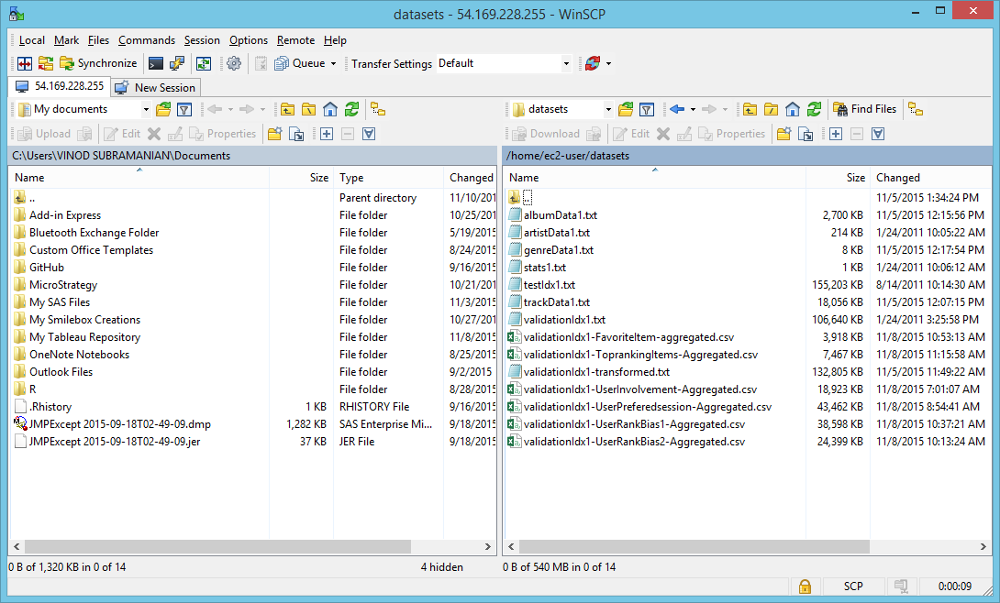 datasets - 54.169.228.255 - WinSCP
Local Mark Files Commands Session Options Remote Help
Synchronize Queue Transfer Settings Default
54.169.228.255 New Session
My documents datasets Find Files
Upload Edit Properties Download Edit Properties
C:\Users\VINOD SUBRAMANIAN\Documents /home/ec2-user/datasets
Name Size Type Changed Name Size Changed
.. Parent directory 11/10/201 .. 11/5/2015 1:34:24 PM
Add-in Express File folder 10/25/201 albumData1.txt 2,700 KB 11/5/2015 12:15:56 PM
Bluetooth Exchange Folder File folder 5/19/2015 artistData1.txt 214 KB 1/24/2011 10:05:22 AM
Custom Office Templates File folder 8/24/2015 genreData1.txt 8 KB 11/5/2015 12:17:54 PM
GitHub File folder 9/16/2015 stats1.txt 1 KB 1/24/2011 10:06:12 AM
MicroStrategy File folder 10/21/201 testIdx1.txt 155,203 KB 8/14/2011 10:14:30 AM
My SAS Files File folder 11/3/2015 trackData1.txt 18,056 KB 11/5/2015 12:07:15 PM
My Smilebox Creations File folder 10/27/201 validationIdx1.txt 106,640 KB 1/24/2011 3:25:58 PM
My Tableau Repository File folder 11/8/2015 validationIdx1-FavoriteItem-aggregated.csv 3,918 KB 11/8/2015 10:53:13 AM
OneNote Notebooks File folder 8/25/2015 validationIdx1-ToprankingItems-Aggregated.csv 7,467 KB 11/8/2015 11:15:58 AM
Outlook Files File folder 9/2/2015 validationIdx1-transformed.txt 132,805 KB 11/5/2015 11:49:22 AM
R File folder 8/28/2015 validationIdx1-UserInvolvement-Aggregated.csv 18,923 KB 11/8/2015 7:01:07 AM
.Rhistory 1 KB RHISTORY File 9/16/2015 validationIdx1-UserPreferedsession-Aggregated.csv 43,462 KB 11/8/2015 8:54:41 AM
JMPExcept 2015-09-18T02-49-09.dmp 1,282 KB SAS Enterprise Mi... 9/18/2015 validationIdx1-UserRankBias1-Aggregated.csv 38,598 KB 11/8/2015 10:37:21 AM
JMPExcept 2015-09-18T02-49-09.jer 37 KB JER File 9/18/2015 validationIdx1-UserRankBias2-Aggregated.csv 24,399 KB 11/8/2015 10:13:24 AM
0 B of 1,320 KB in 0 of 14 4 hidden 0 B of 540 MB in 0 of 14
SCP 0:00:09